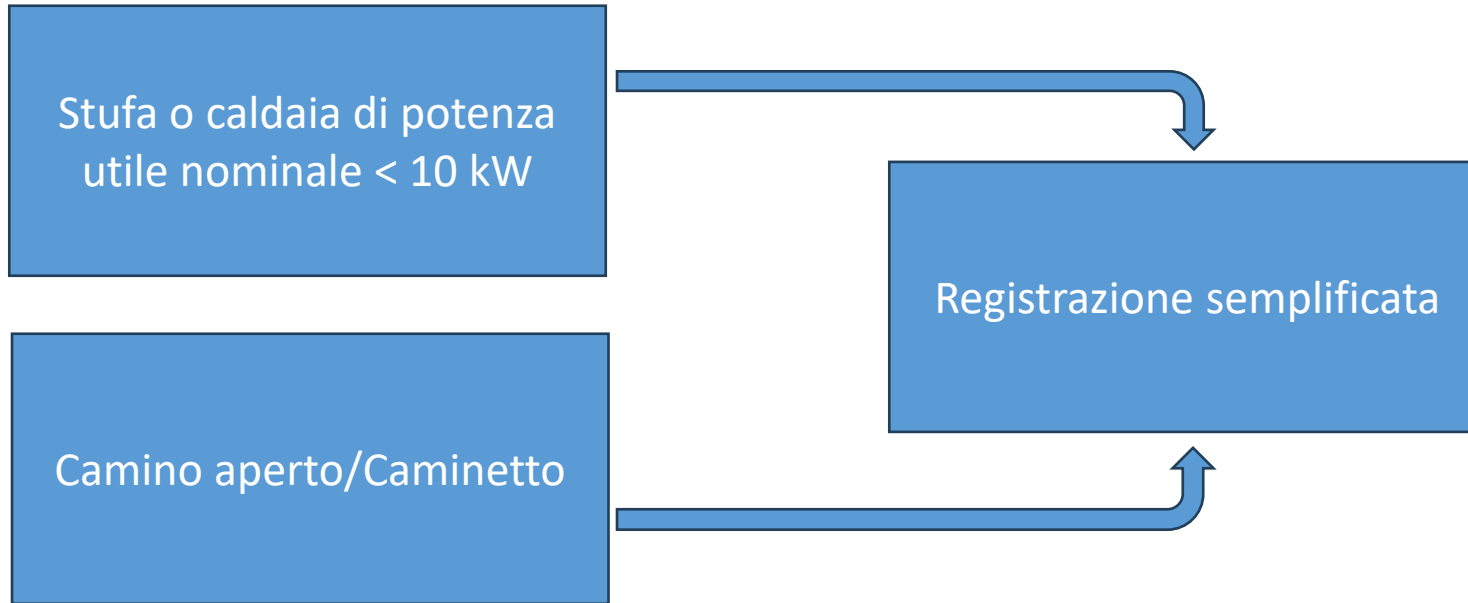 Stufa o caldaia di potenza
utile nominale < 10 kW
Registrazione semplificata
Camino aperto/Caminetto